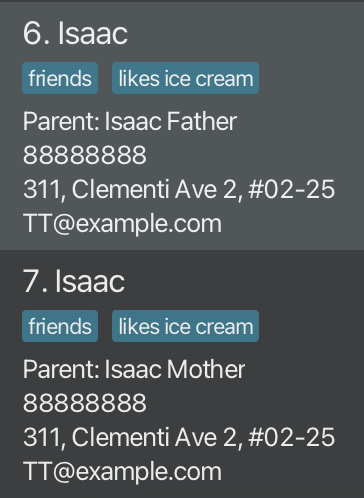 6. Isaac
friends likes ice cream
Parent: Isaac Father
88888888
311, Clementi Ave 2, #02-25
TT@example.com
7. Isaac
friends likes ice cream
Parent: Isaac Mother
88888888
311, Clementi Ave 2, #02-25
TT@example.com